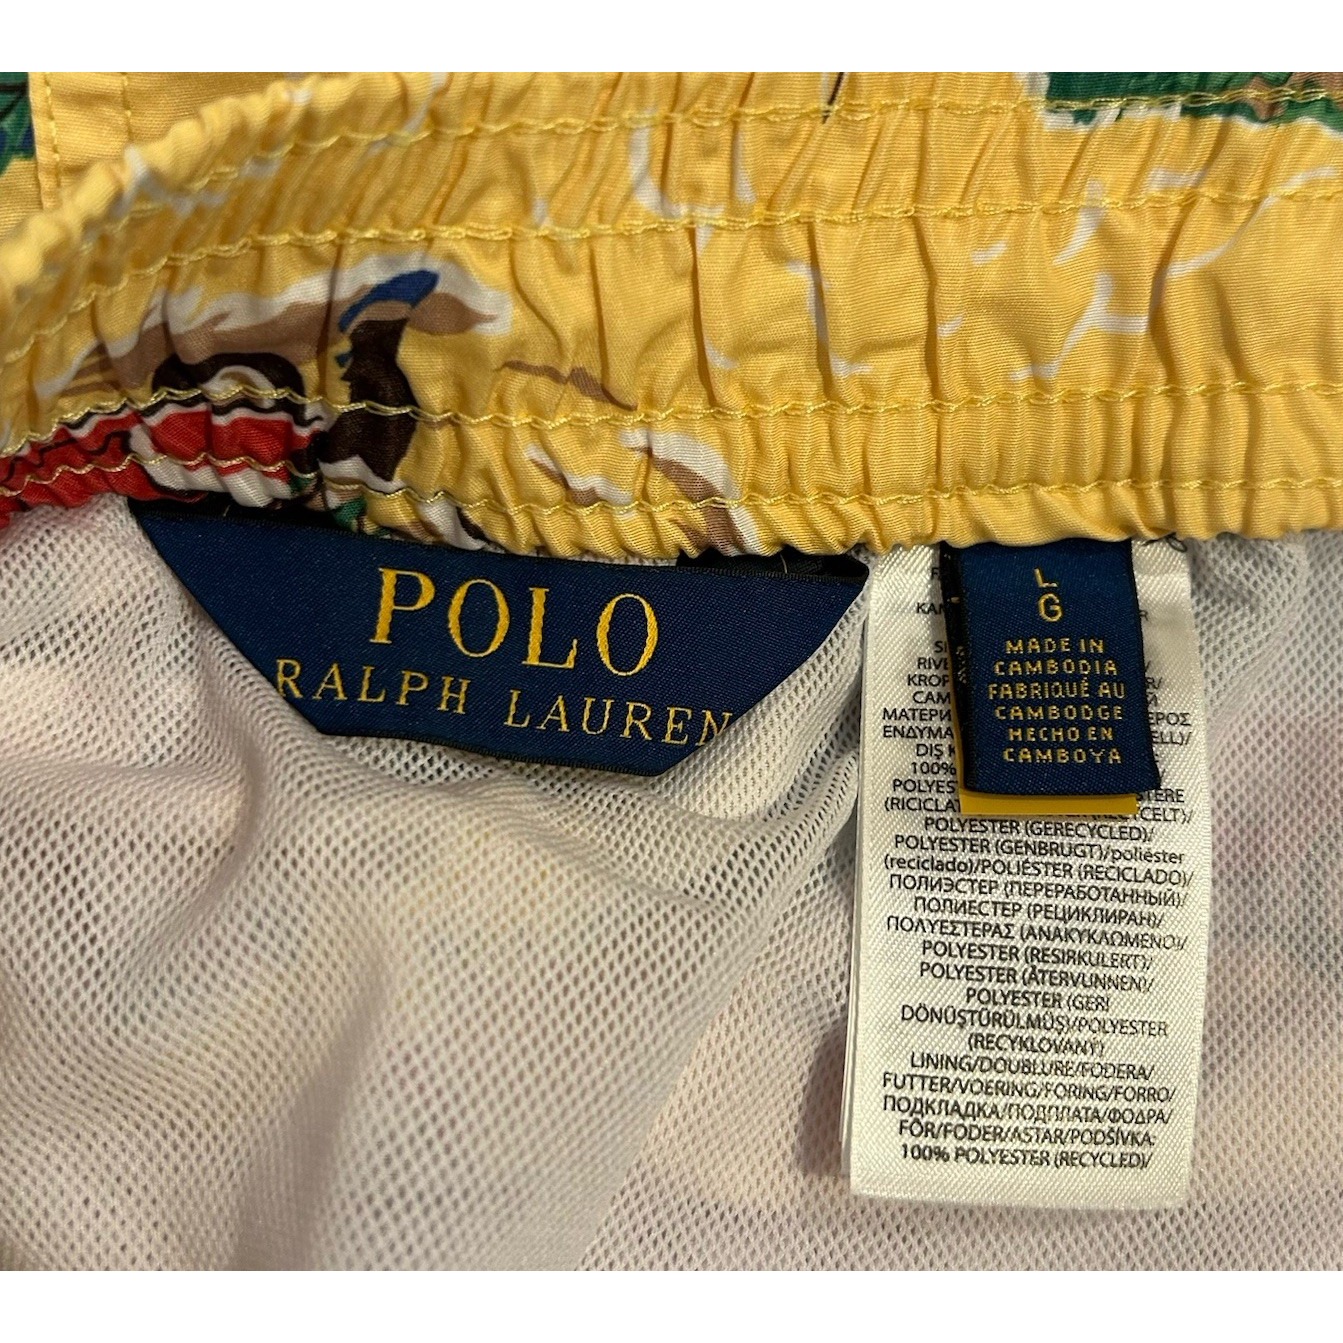 POLO
RALPH LAUREN
L
G
MADE IN
CAMBODIA
FABRIQUÉ AU
CAMBODGE
HECHO EN
CAMBOYA
100%
POLYESTER (GERECYCLED)/
POLYESTER (GENBRUGT)/poliéster
(reciclado)/POLIÉSTER (RECICLADO)/
ПОЛИЭСТЕР (ПЕРЕРАБОТАННЫЙ)/
ПОЛИЕСТЕР (РЕЦИКЛИРАН)/
ΠΟΛΥΕΣΤΕΡΑΣ (ΑΝΑΚΥΚΛΩΜΕΝΟ)/
POLYESTER (RESIRKULERT)/
POLYESTER (ÅTERVUNNEN)/
POLYESTER (GERİ
DÖNÜŞTÜRÜLMÜŞ)/POLYESTER
(RECYKLOVANÝ)
LINING/DOUBLURE/FODERA/
FUTTER/VOERING/FORING/FORRO/
ПОДКЛАДКА/ПОДПЛАТА/ΦΟΔΡΑ/
FÔR/FODER/ASTAR/PODŠÍVKA:
100% POLYESTER (RECYCLED)/